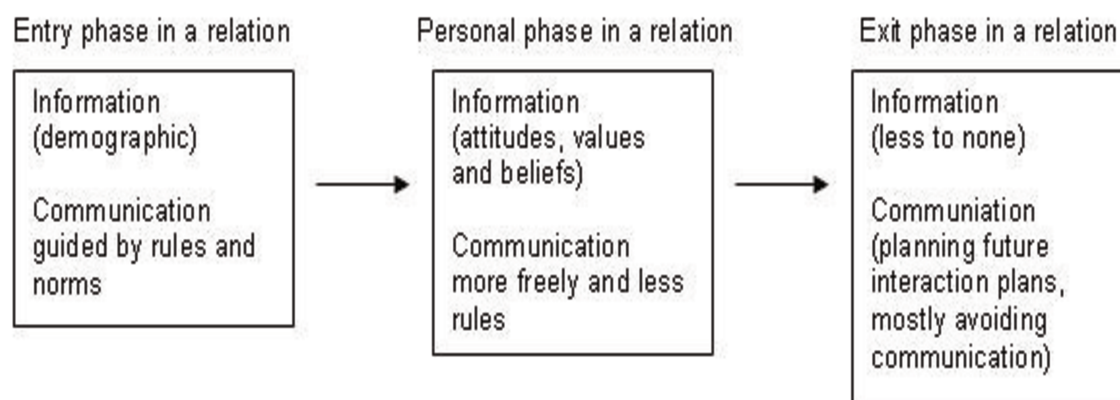 Entry phase in a relation
Information
(demographic)
Communication
guided by rules and
norms
Personal phase in a relation
Information
(attitudes, values
and beliefs)
Communication
more freely and less
rules
Exit phase in a relation
Information
(less to none)
Communiation
(planning future
interaction plans,
mostly avoiding
communication)